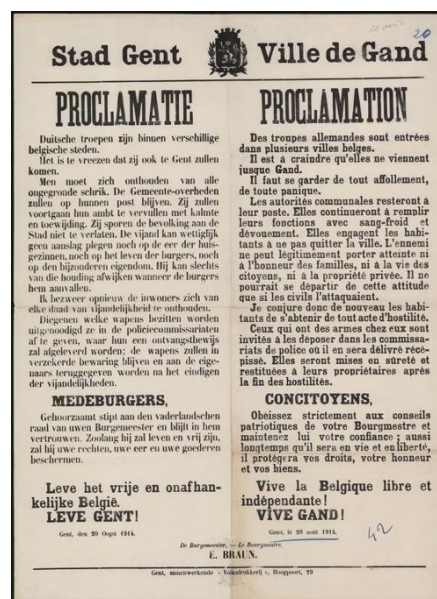 20 août
20
Stad Gent
Ville de Gand
PROCLAMATIE
Duitsche troepen zijn binnen verschillige
belgische steden.
Het is te vreezen dat zij ook te Gent zullen
komen.
Men moet zich onthouden van alle
ongegronde schrik. De Gemeente-overheden
zullen op hunnen post blijven. Zij zullen
voortgaan hun ambt te vervullen met kalmte
en toewijding. Zij sporen de bevolking aan de
Stad niet te verlaten. De vijand kan wettiglijk
geen aanslag plegen noch op de eer der huis-
gezinnen, noch op het leven der burgers, noch
op den bijzonderen eigendom. Hij kan slechts
van die houding afwijken wanneer de burgers
hem aanvallen.
Ik bezweer opnieuw de inwoners zich van
elke daad van vijandelijkheid te onthouden.
Diegenen welke wapens bezitten worden
uitgenoodigd ze in de policiecommissariaten
af te geven, waar hun een ontvangstbewijs
zal afgeleverd worden; de wapens zullen in
verzekerde bewaring blijven en aan de eige-
naars teruggegeven worden na het eindigen
der vijandelijkheden.
MEDEBURGERS,
Gehoorzaamt stipt aan den vaderlandschen
raad van uwen Burgemeester en blijft in hem
vertrouwen. Zoolang hij zal leven en vrij zijn,
zal hij uwe rechten, uwe eer en uwe goederen
beschermen.
Leve het vrije en onafhan-
kelijke België.
LEVE GENT!
Gent, den 20 Oogst 1914.
PROCLAMATION
Des troupes allemandes sont entrées
dans plusieurs villes belges.
Il est à craindre qu'elles ne viennent
jusque Gand.
Il faut se garder de tout affollement,
de toute panique.
Les autorités communales resteront à
leur poste. Elles continueront à remplir
leurs fonctions avec sang-froid et
dévouement. Elles engagent les habi-
tants à ne pas quitter la ville. L'ennemi
ne peut légitimement porter atteinte ni
à l'honneur des familles, ni à la vie des
citoyens, ni à la propriété privée. Il ne
pourrait se départir de cette attitude
que si les civils l'attaquaient.
Je conjure donc de nouveau les habi-
tants de s'abstenir de tout acte d'hostilité.
Ceux qui ont des armes chez eux sont
invités à les déposer dans les commissa-
riats de police où il en sera délivré récé-
pissé. Elles seront mises en sûreté et
restituées à leurs propriétaires après
la fin des hostilités.
CONCITOYENS,
Obéissez strictement aux conseils
patriotiques de votre Bourgmestre et
maintenez lui votre confiance; aussi
longtemps qu'il sera en vie et en liberté,
il protégera vos droits, votre honneur
et vos biens.
Vive la Belgique libre et
indépendante!
VIVE GAND!
Gand, le 20 août 1914.
42
De Burgemeester, — Le Bourgmestre,
E. BRAUN.
Gent, samenwerkende « Volksdrukkerij », Hoogpoort, 29